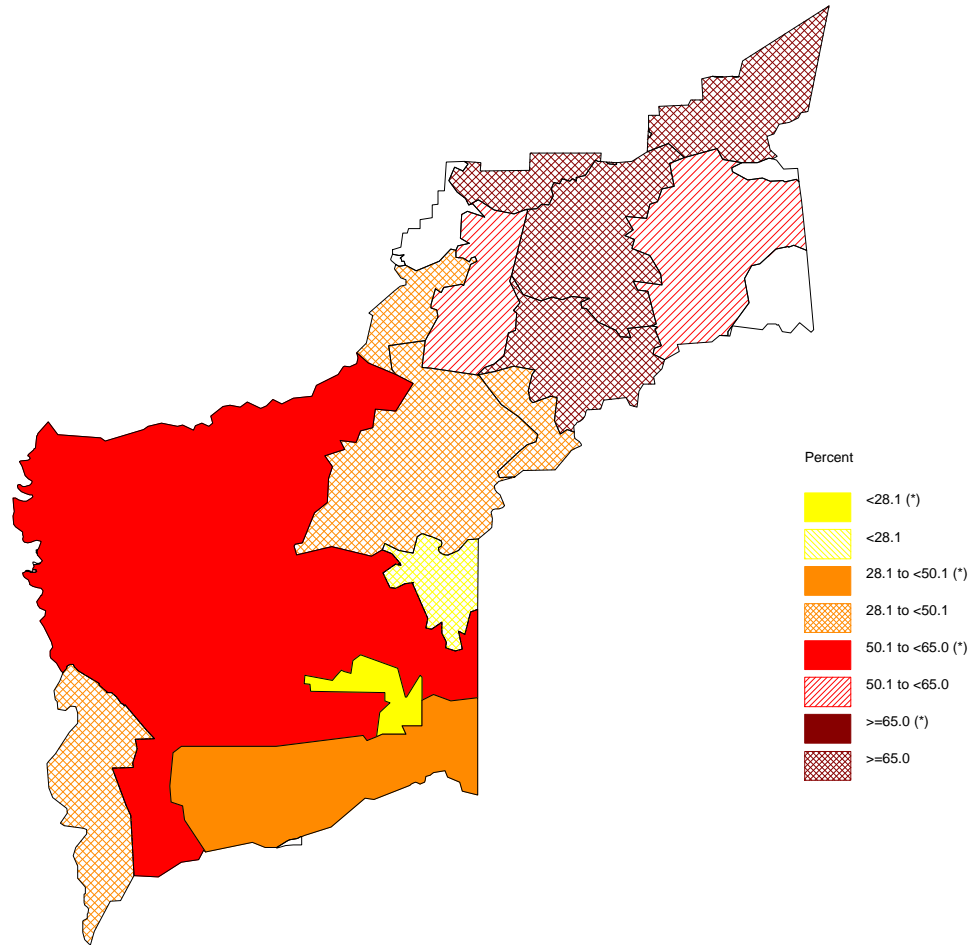 Percent
<28.1 (*)
<28.1
28.1 to <50.1 (*)
28.1 to <50.1
50.1 to <65.0 (*)
50.1 to <65.0
>=65.0 (*)
>=65.0